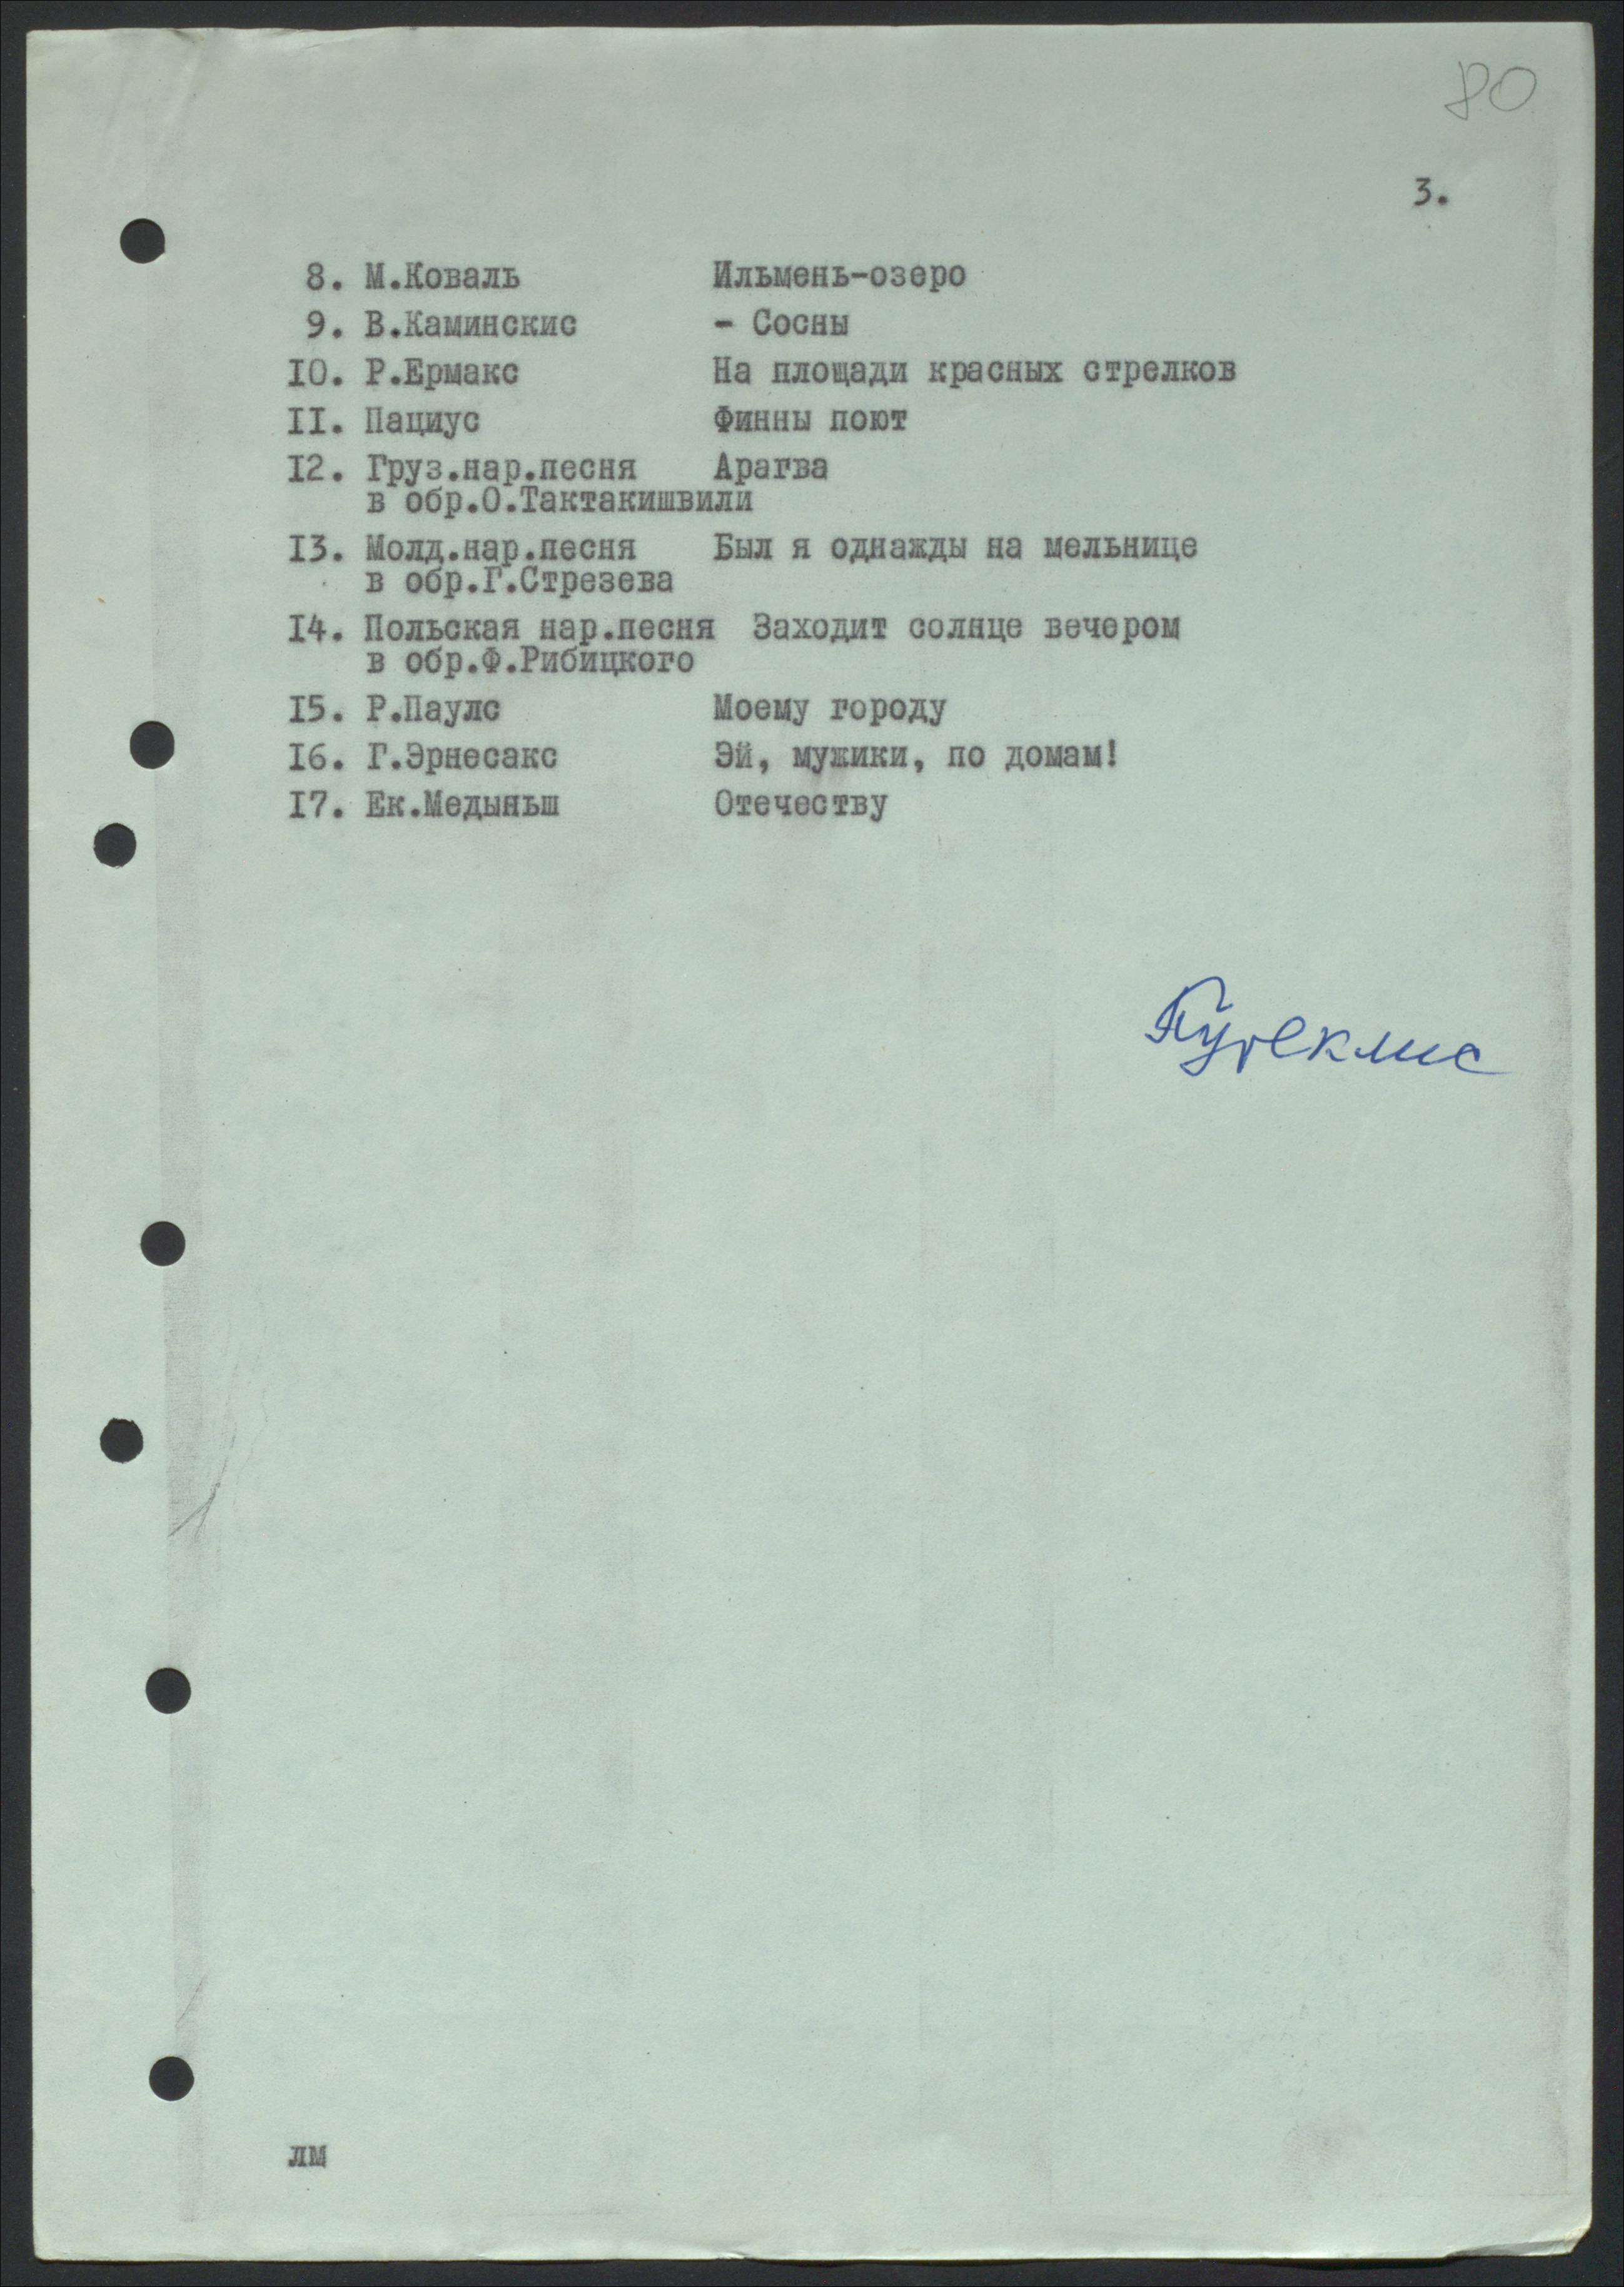 80
3.
8. М.Коваль Ильмень-озеро
9. В.Каминскис - Сосны
I0. Р.Ермакс На площади красных стрелков
II. Пациус Финны поют
I2. Груз.нар.песня Арагва
в обр.О.Тактакишвили
I3. Молд.нар.песня Был я однажды на мельнице
в обр.Г.Стрезева
I4. Польская нар.песня Заходит солнце вечером
в обр.Ф.Рибицкого
I5. Р.Паулс Моему городу
I6. Г.Эрнесакс Эй, мужики, по домам!
I7. Ек.Медыньш Отечеству
лм